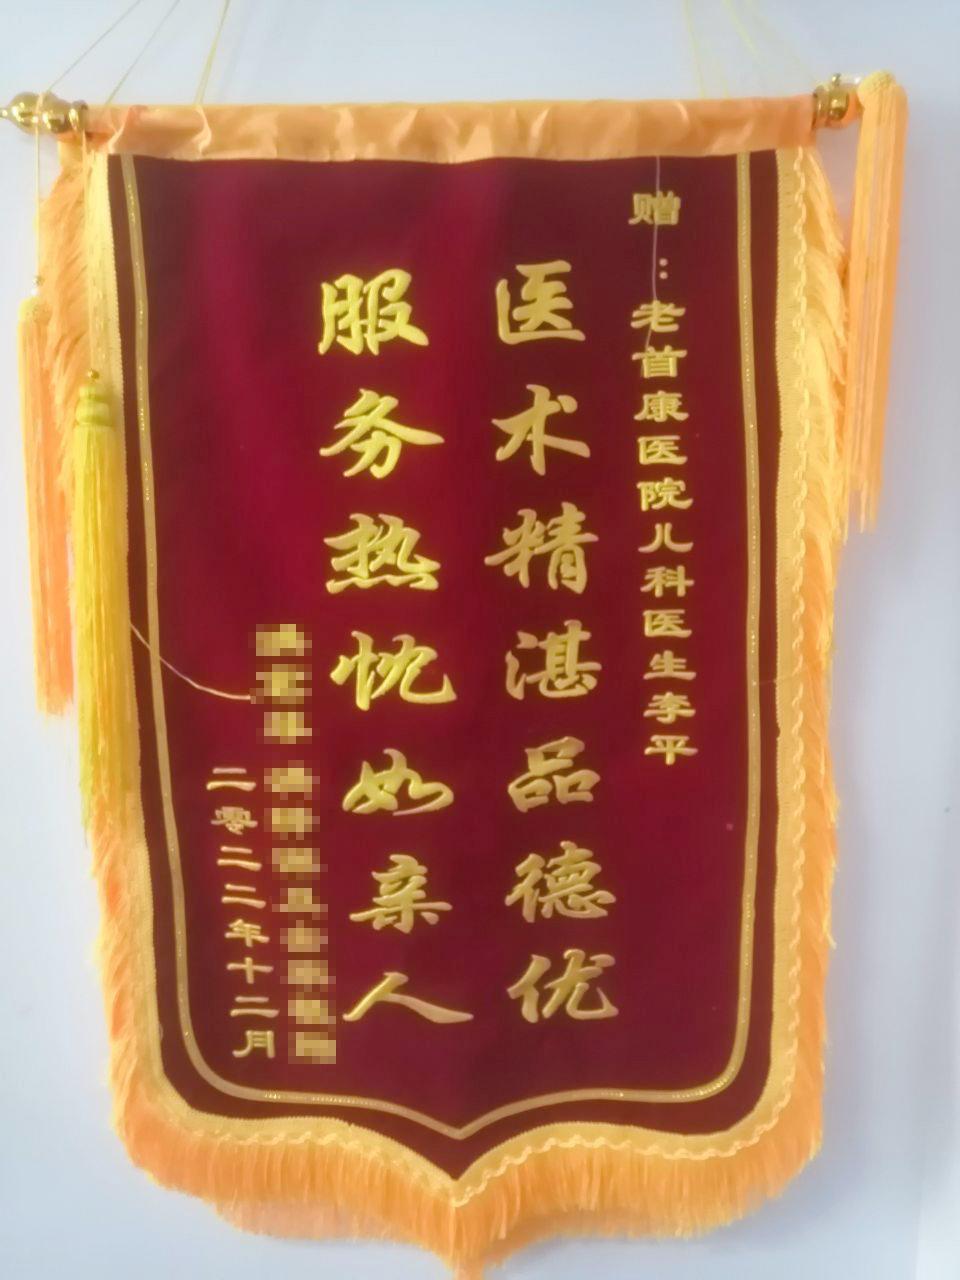 赠：老首康医院儿科医生李平
医术精湛品德优
服务热忱如亲人
二零二二年十二月